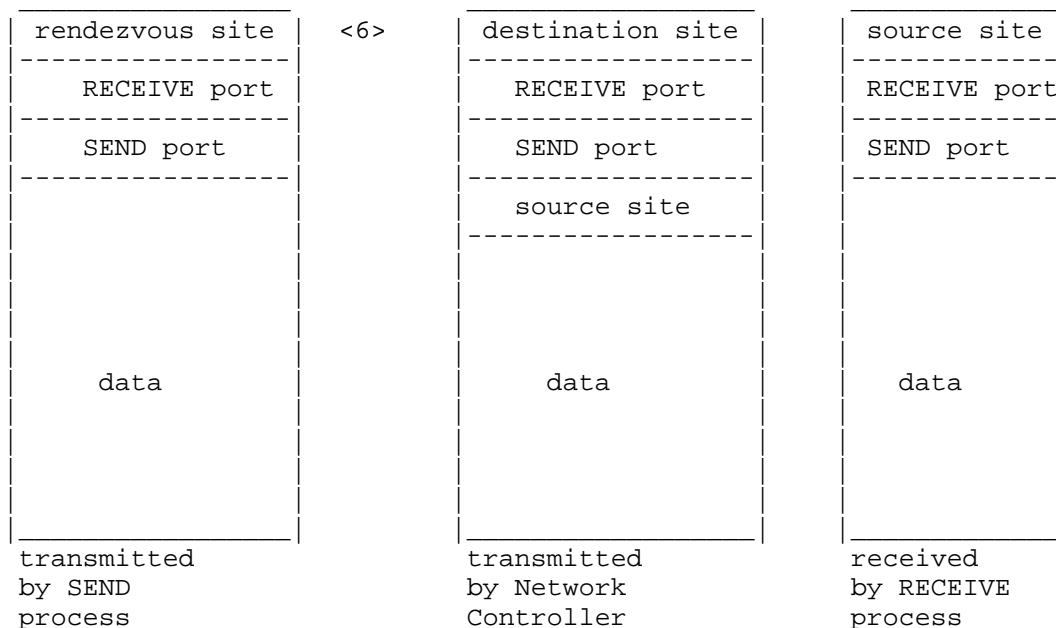 rendezvous site <6> destination site source site
RECEIVE port RECEIVE port RECEIVE port
SEND port SEND port SEND port
source site
data data data
transmitted transmitted received
by SEND by Network by RECEIVE
process Controller process